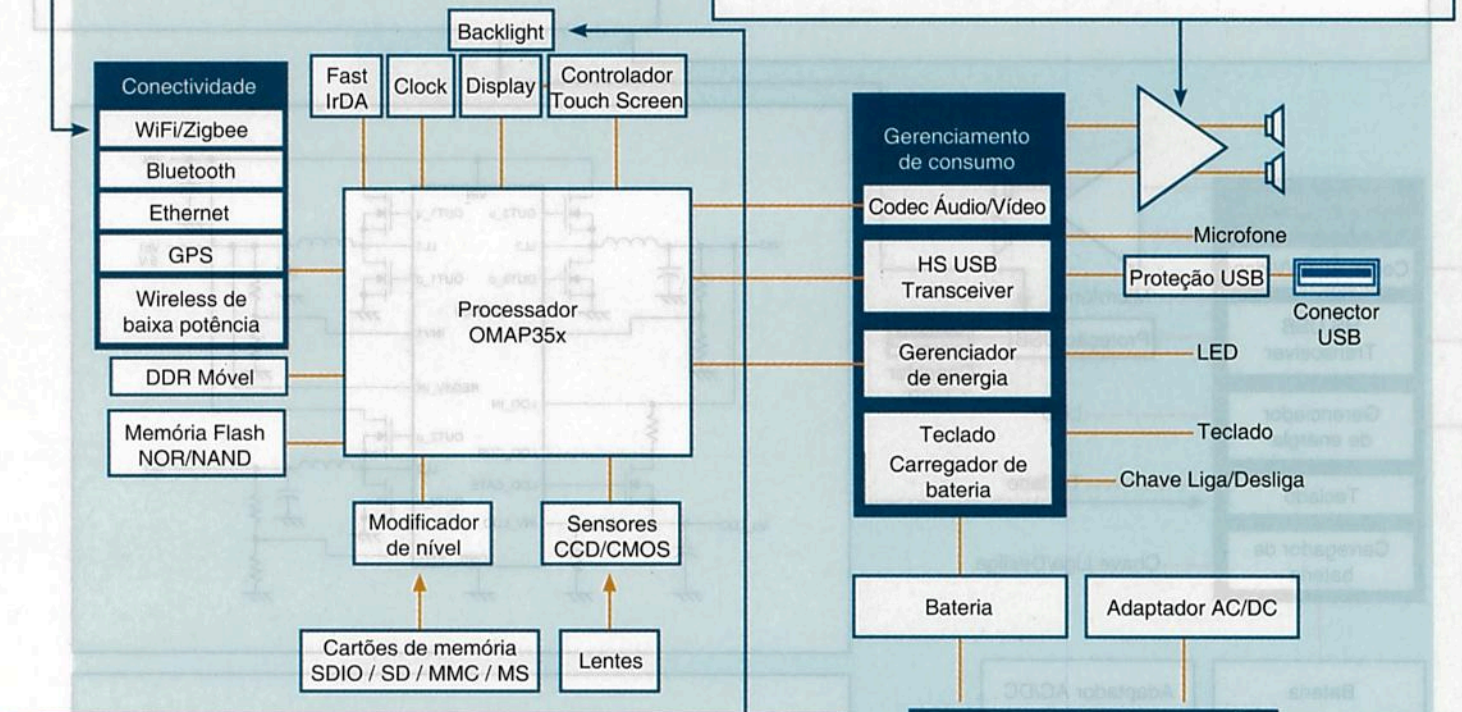 Backlight
Fast
IrDA
Clock
Display
Controlador
Touch Screen
Conectividade
WiFi/Zigbee
Bluetooth
Ethernet
GPS
Wireless de
baixa potência
DDR Móvel
Memória Flash
NOR/NAND
Processador
OMAP35x
Modificador
de nível
Sensores
CCD/CMOS
Cartões de memória
SDIO / SD / MMC / MS
Lentes
Gerenciamento
de consumo
Codec Áudio/Vídeo
HS USB
Transceiver
Gerenciador
de energia
Teclado
Carregador de
bateria
Microfone
Proteção USB
Conector
USB
LED
Teclado
Chave Liga/Desliga
Bateria
Adaptador AC/DC